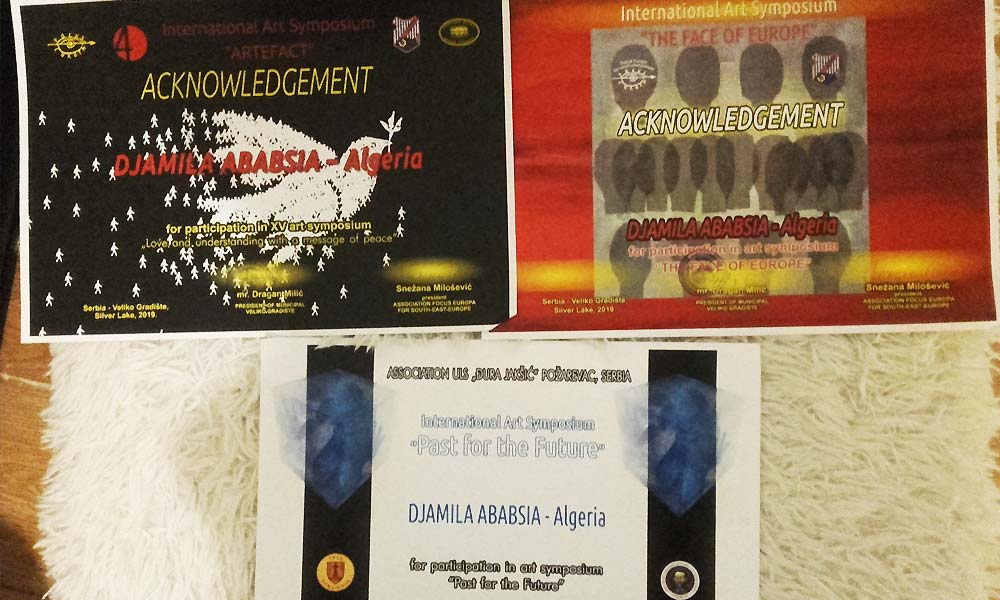 International Art Symposium
"ARTEFACT"
ACKNOWLEDGEMENT
DJAMILA ABABSIA - Algeria
for participation in XV art symposium
"Love and understanding with a message of peace"
mr. Dragan Milić
PRESIDENT OF MUNICIPAL
VELIKO GRADIŠTE
Snežana Milošević
president
ASSOCIATION FOCUS EUROPA
FOR SOUTH-EAST-EUROPE
Serbia - Veliko Gradište,
Silver Lake, 2019.
International Art Symposium
"THE FACE OF EUROPE"
ACKNOWLEDGEMENT
DJAMILA ABABSIA - Algeria
for participation in art symposium
"THE FACE OF EUROPE"
mr. Dragan Milić
PRESIDENT OF MUNICIPAL
VELIKO GRADIŠTE
Snežana Milošević
president
ASSOCIATION FOCUS EUROPA
FOR SOUTH-EAST-EUROPE
Serbia - Veliko Gradište,
Silver Lake, 2019.
ASSOCIATION ULS „ĐURA JAKŠIĆ" POŽAREVAC, SERBIA
International Art Symposium
"Past for the Future"
DJAMILA ABABSIA - Algeria
for participation in art symposium
"Past for the Future"